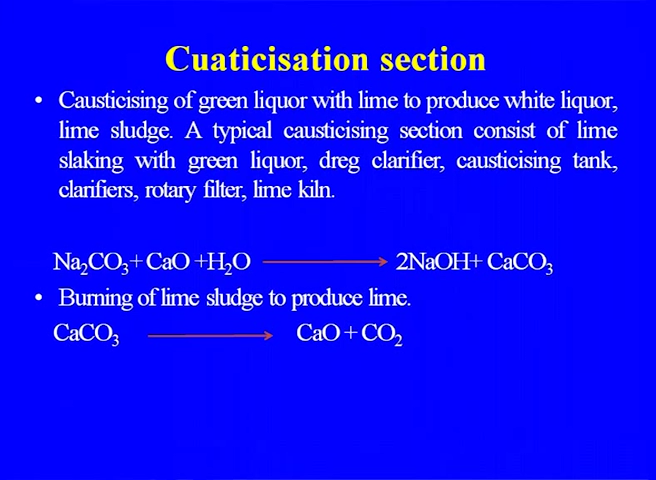 Cuaticisation section
• Causticising of green liquor with lime to produce white liquor,
lime sludge. A typical causticising section consist of lime
slaking with green liquor, dreg clarifier, causticising tank,
clarifiers, rotary filter, lime kiln.
Na₂CO₃+ CaO +H₂O ⟶ 2NaOH+ CaCO₃
• Burning of lime sludge to produce lime.
CaCO₃ ⟶ CaO + CO₂